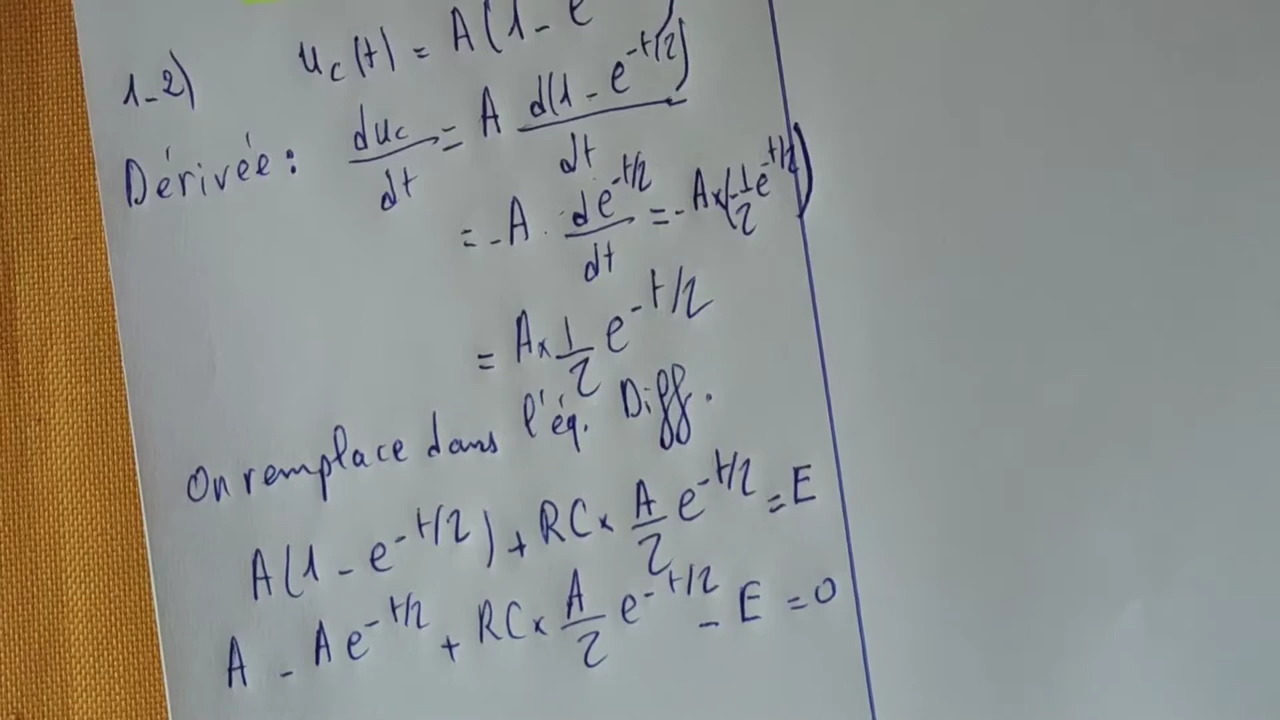 1-2) u_c(t) = A(1 - e )
Dérivée : du_c/dt = A d(1 - e^{-t/τ})/dt
= -A . de^{-t/τ}/dt = -A×(-1/τ e^{-t/τ})
= A× 1/τ e^{-t/τ}
On remplace dans l'éq. Diff.
A(1 - e^{-t/τ}) + RC× A/τ e^{-t/τ} = E
A - A e^{-t/τ} + RC× A/τ e^{-t/τ} - E = 0